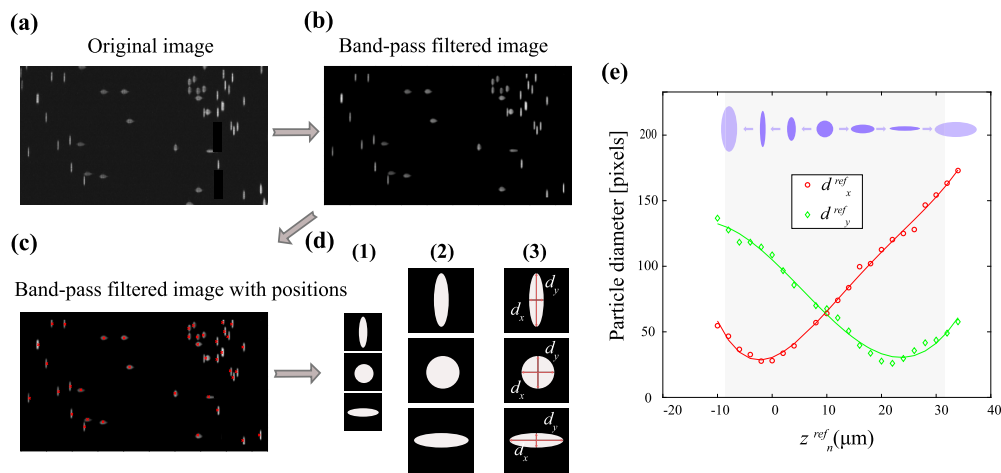 (a)
Original image
(b)
Band-pass filtered image
(c)
Band-pass filtered image with positions
(d)
(1)
(2)
(3)
d_y
d_x
d_y
d_x
d_y
d_x
(e)
Particle diameter [pixels]
200
150
100
50
0
-20
-10
0
10
20
30
40
z^ref_n(μm)
d^ref_x
d^ref_y